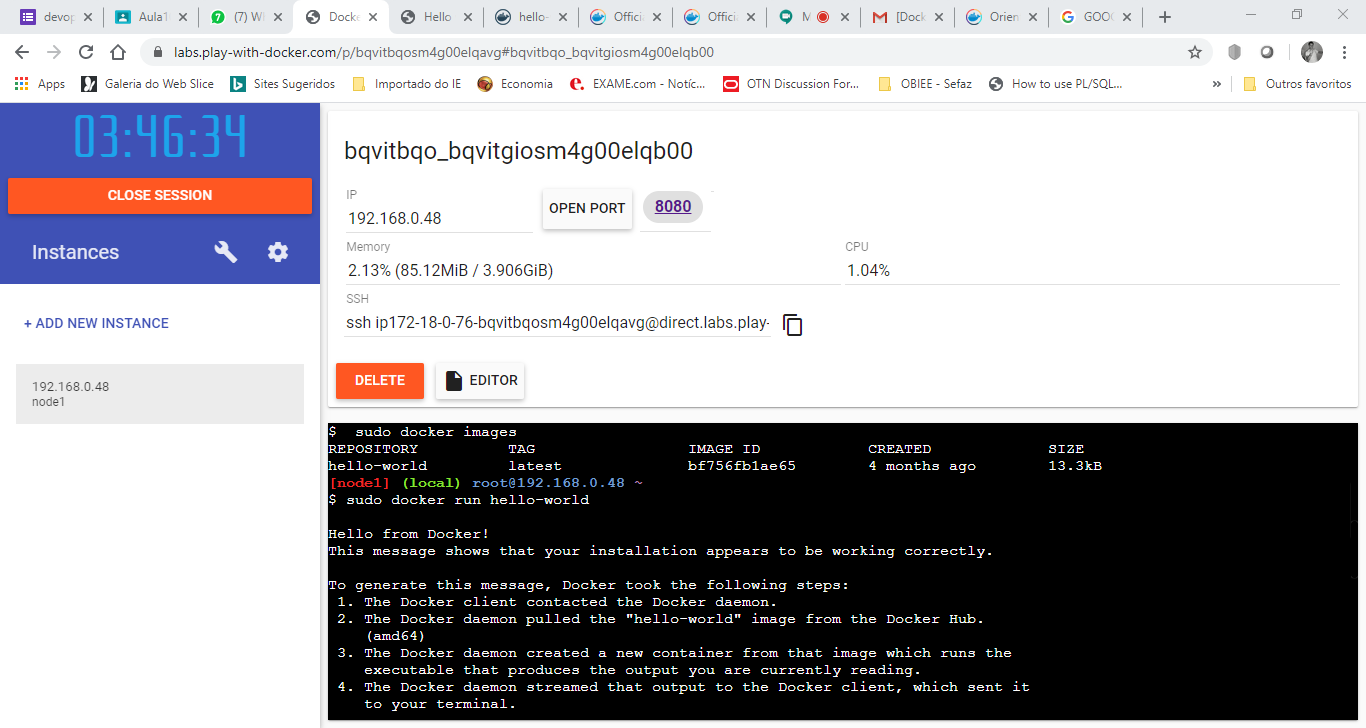 devop
Aula1
(7) W
Docke
Hello
hello-
Offici
Offici
M
[Dock
Orien
GOOG
labs.play-with-docker.com/p/bqvitbqosm4g00elqavg#bqvitbqo_bqvitgiosm4g00elqb00
Apps
Galeria do Web Slice
Sites Sugeridos
Importado do IE
Economia
EXAME.com - Notíc...
OTN Discussion For...
OBIEE - Sefaz
How to use PL/SQL...
»
Outros favoritos
03:46:34
CLOSE SESSION
Instances
+ ADD NEW INSTANCE
192.168.0.48
node1
bqvitbqo_bqvitgiosm4g00elqb00
IP
192.168.0.48
OPEN PORT
8080
Memory
2.13% (85.12MiB / 3.906GiB)
CPU
1.04%
SSH
ssh ip172-18-0-76-bqvitbqosm4g00elqavg@direct.labs.play-
DELETE
EDITOR
$  sudo docker images
REPOSITORY          TAG                 IMAGE ID            CREATED             SIZE
hello-world         latest              bf756fb1ae65        4 months ago        13.3kB
[node1] (local) root@192.168.0.48 ~
$ sudo docker run hello-world
Hello from Docker!
This message shows that your installation appears to be working correctly.
To generate this message, Docker took the following steps:
1. The Docker client contacted the Docker daemon.
2. The Docker daemon pulled the "hello-world" image from the Docker Hub.
(amd64)
3. The Docker daemon created a new container from that image which runs the
executable that produces the output you are currently reading.
4. The Docker daemon streamed that output to the Docker client, which sent it
to your terminal.